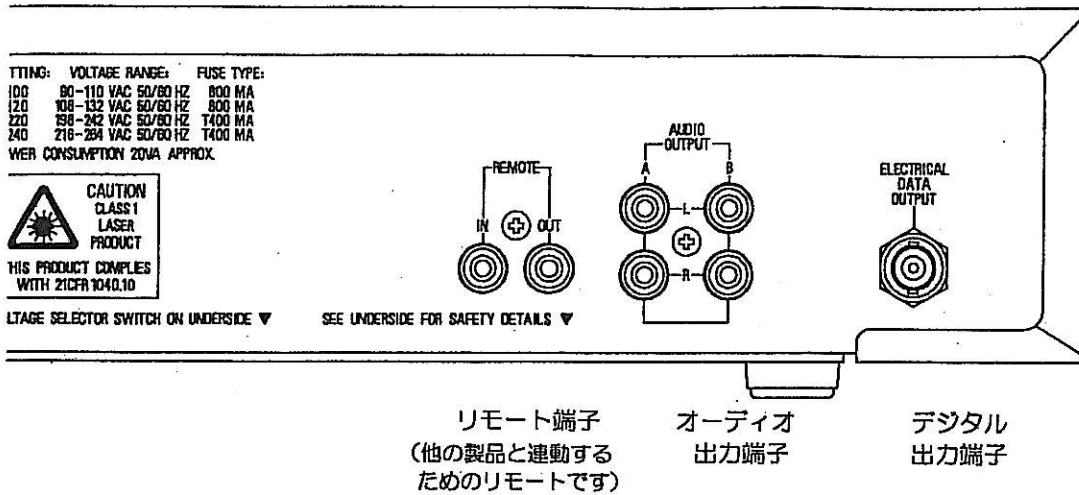 TTING: VOLTAGE RANGE: FUSE TYPE:
100 90-110 VAC 50/60 HZ 800 MA
120 108-132 VAC 50/60 HZ 800 MA
220 198-242 VAC 50/60 HZ T400 MA
240 216-264 VAC 50/60 HZ T400 MA
WER CONSUMPTION 20VA APPROX.
CAUTION
CLASS 1
LASER
PRODUCT
HIS PRODUCT COMPLIES
WITH 21CFR 1040.10
LTAGE SELECTOR SWITCH ON UNDERSIDE ▼
SEE UNDERSIDE FOR SAFETY DETAILS ▼
REMOTE
IN OUT
AUDIO
OUTPUT
A B
L
R
ELECTRICAL
DATA
OUTPUT
リモート端子
(他の製品と連動する
ためのリモートです)
オーディオ
出力端子
デジタル
出力端子